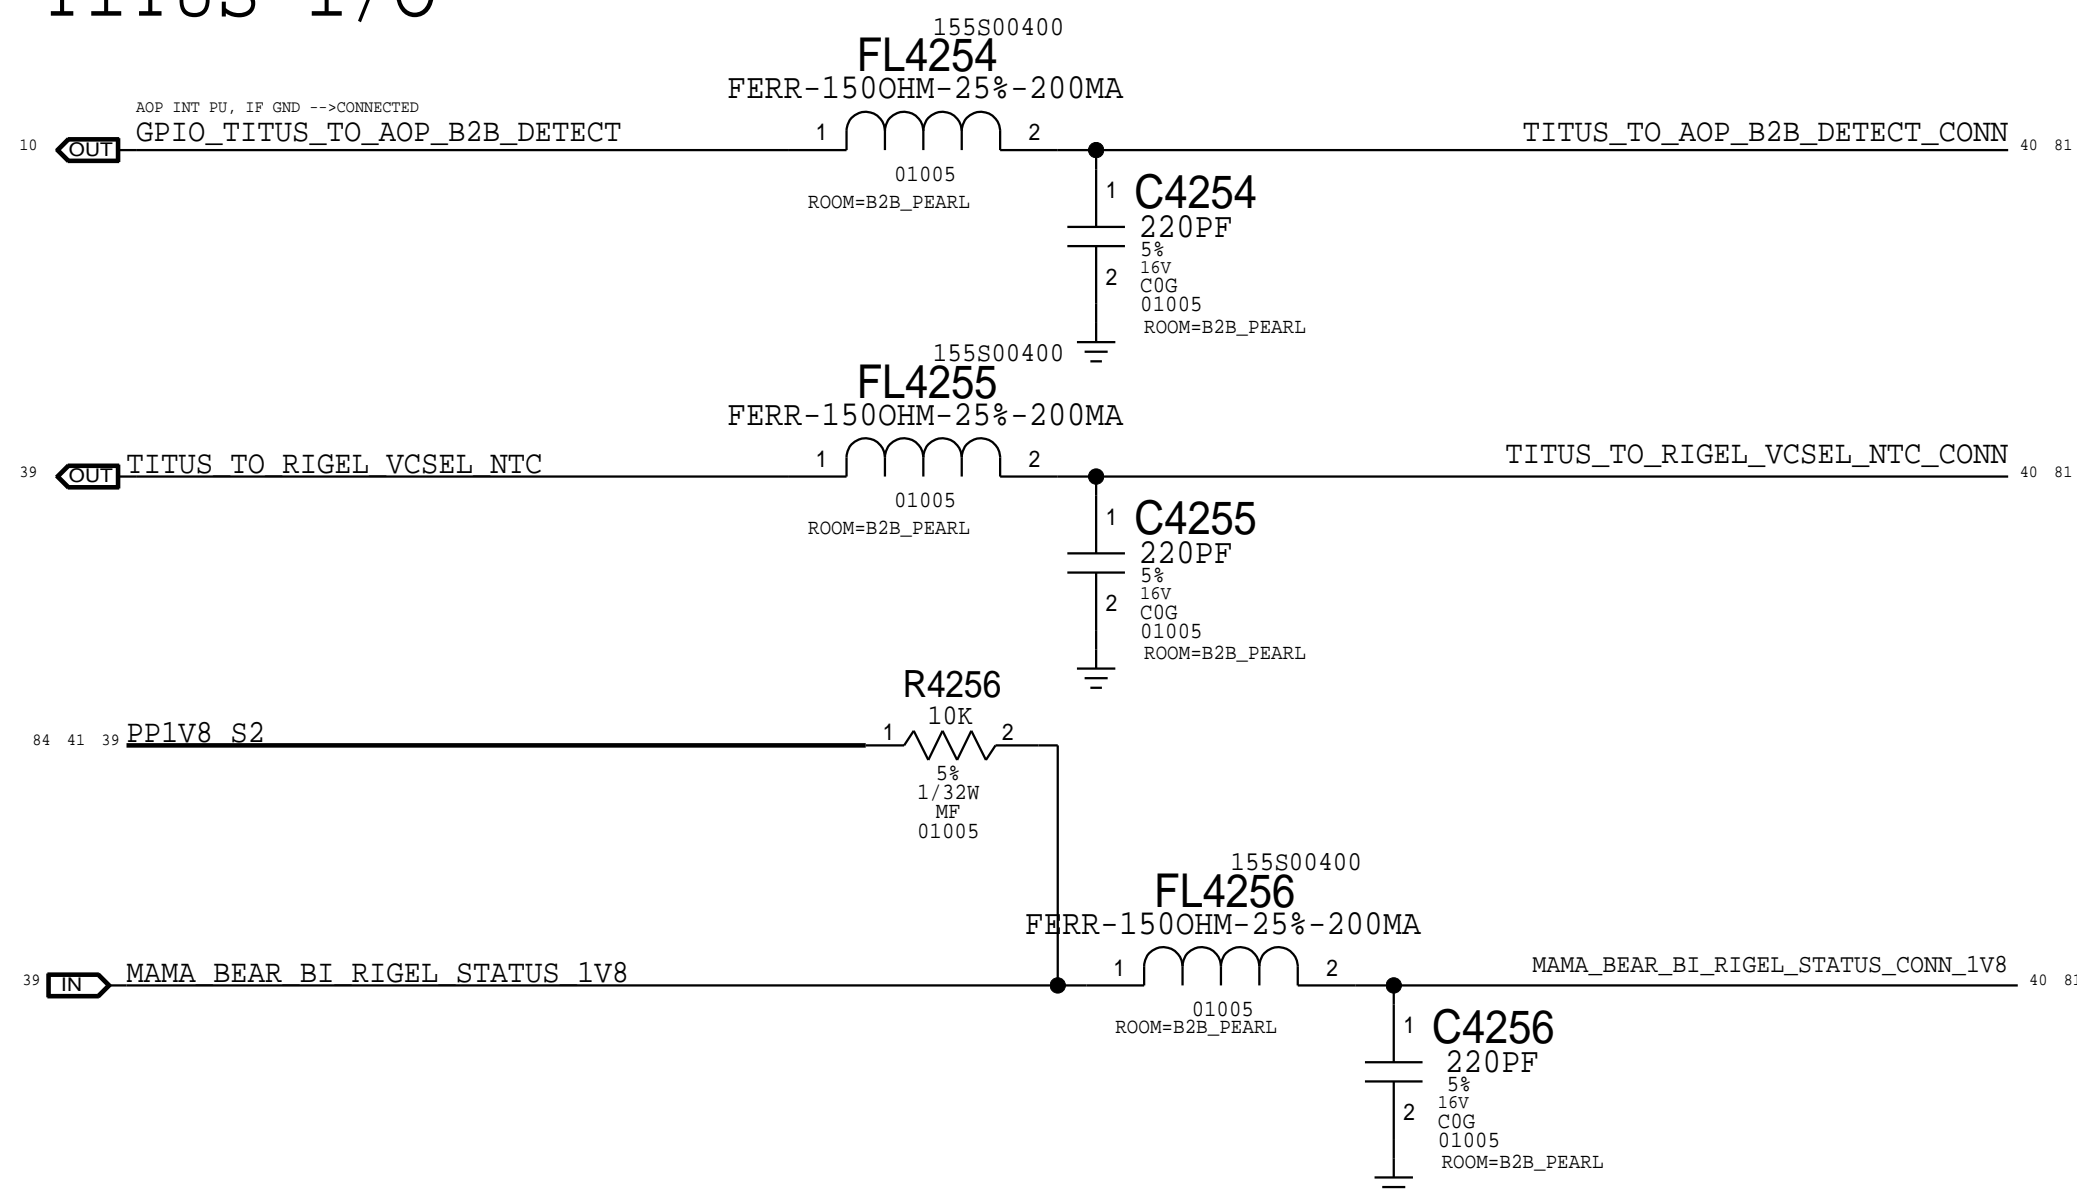 TITUS I/O
155S00400
FL4254
FERR-150OHM-25%-200MA
AOP INT PU, IF GND -->CONNECTED
10 OUT GPIO_TITUS_TO_AOP_B2B_DETECT 1 2 TITUS_TO_AOP_B2B_DETECT_CONN 40 81
01005
ROOM=B2B_PEARL
1 C4254
220PF
5%
16V
2 C0G
01005
ROOM=B2B_PEARL
155S00400
FL4255
FERR-150OHM-25%-200MA
39 OUT TITUS_TO_RIGEL_VCSEL_NTC 1 2 TITUS_TO_RIGEL_VCSEL_NTC_CONN 40 81
01005
ROOM=B2B_PEARL
1 C4255
220PF
5%
16V
2 C0G
01005
ROOM=B2B_PEARL
R4256
10K
84 41 39 PP1V8_S2 1 2
5%
1/32W
MF
01005
155S00400
FL4256
FERR-150OHM-25%-200MA
39 IN MAMA_BEAR_BI_RIGEL_STATUS_1V8 1 2 MAMA_BEAR_BI_RIGEL_STATUS_CONN_1V8 40 81
01005
ROOM=B2B_PEARL
1 C4256
220PF
5%
16V
2 C0G
01005
ROOM=B2B_PEARL